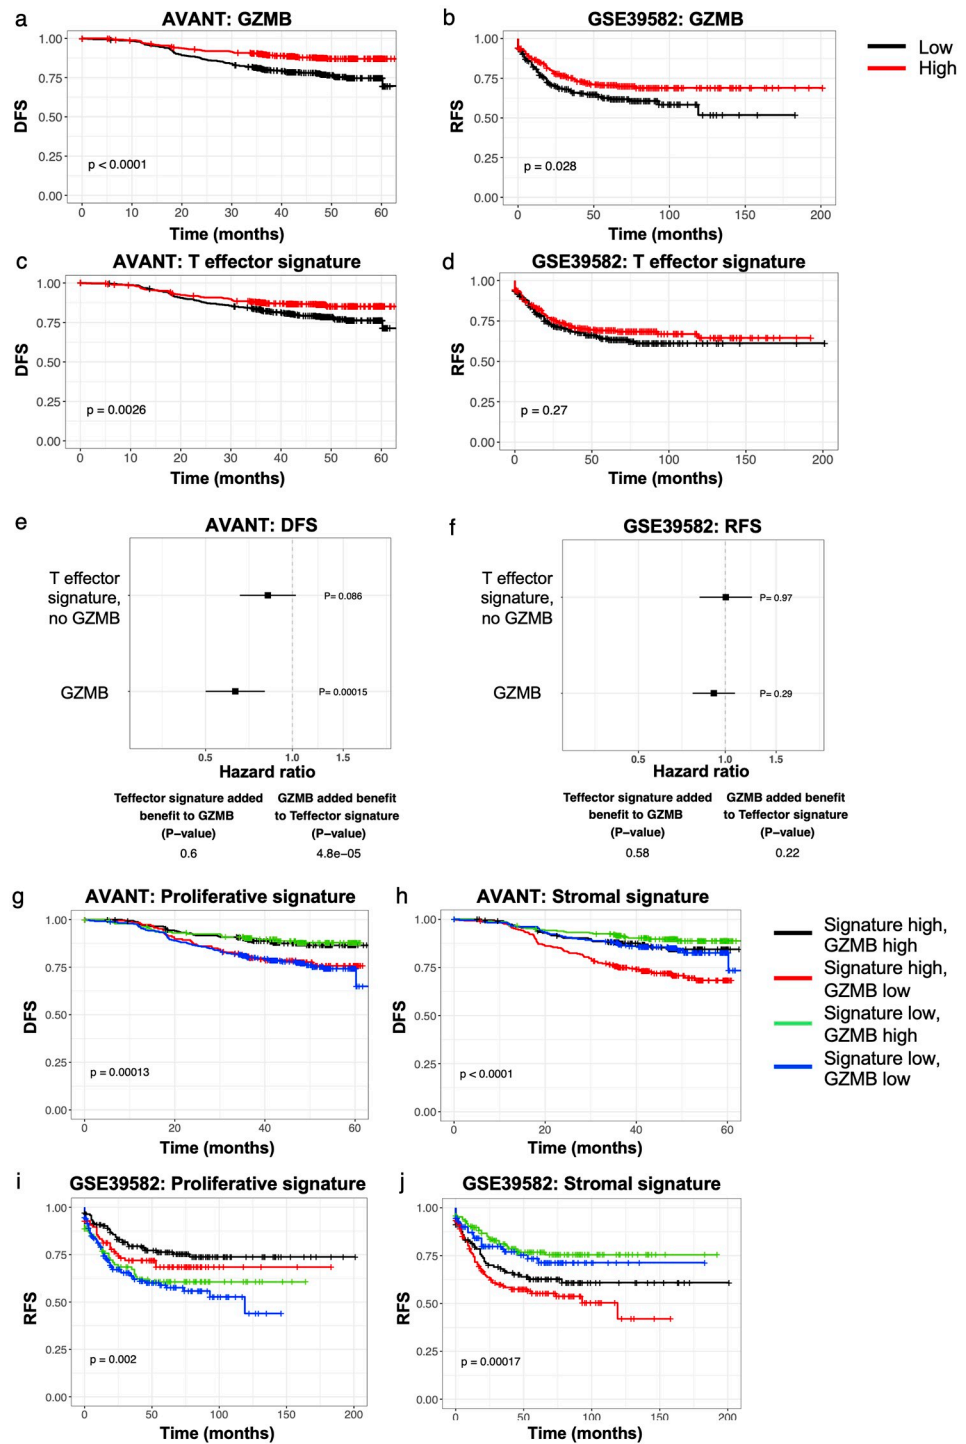 a
AVANT: GZMB
1.00
0.75
0.50
0.25
0.00
DFS
p < 0.0001
0 10 20 30 40 50 60
Time (months)
b
GSE39582: GZMB
1.00
0.75
0.50
0.25
0.00
RFS
p = 0.028
0 50 100 150 200
Time (months)
Low
High
c
AVANT: T effector signature
1.00
0.75
0.50
0.25
0.00
DFS
p = 0.0026
0 10 20 30 40 50 60
Time (months)
d
GSE39582: T effector signature
1.00
0.75
0.50
0.25
0.00
RFS
p = 0.27
0 50 100 150 200
Time (months)
e
AVANT: DFS
T effector
signature,
no GZMB
P= 0.086
GZMB
P= 0.00015
0.5 1.0 1.5
Hazard ratio
Teffector signature added
benefit to GZMB
(P-value)
0.6
GZMB added benefit
to Teffector signature
(P-value)
4.8e-05
f
GSE39582: RFS
T effector
signature,
no GZMB
P= 0.97
GZMB
P= 0.29
0.5 1.0 1.5
Hazard ratio
Teffector signature added
benefit to GZMB
(P-value)
0.58
GZMB added benefit
to Teffector signature
(P-value)
0.22
g
AVANT: Proliferative signature
1.00
0.75
0.50
0.25
0.00
DFS
p = 0.00013
0 20 40 60
Time (months)
h
AVANT: Stromal signature
1.00
0.75
0.50
0.25
0.00
DFS
p < 0.0001
0 20 40 60
Time (months)
Signature high,
GZMB high
Signature high,
GZMB low
Signature low,
GZMB high
Signature low,
GZMB low
i
GSE39582: Proliferative signature
1.00
0.75
0.50
0.25
0.00
RFS
p = 0.002
0 50 100 150 200
Time (months)
j
GSE39582: Stromal signature
1.00
0.75
0.50
0.25
0.00
RFS
p = 0.00017
0 50 100 150 200
Time (months)